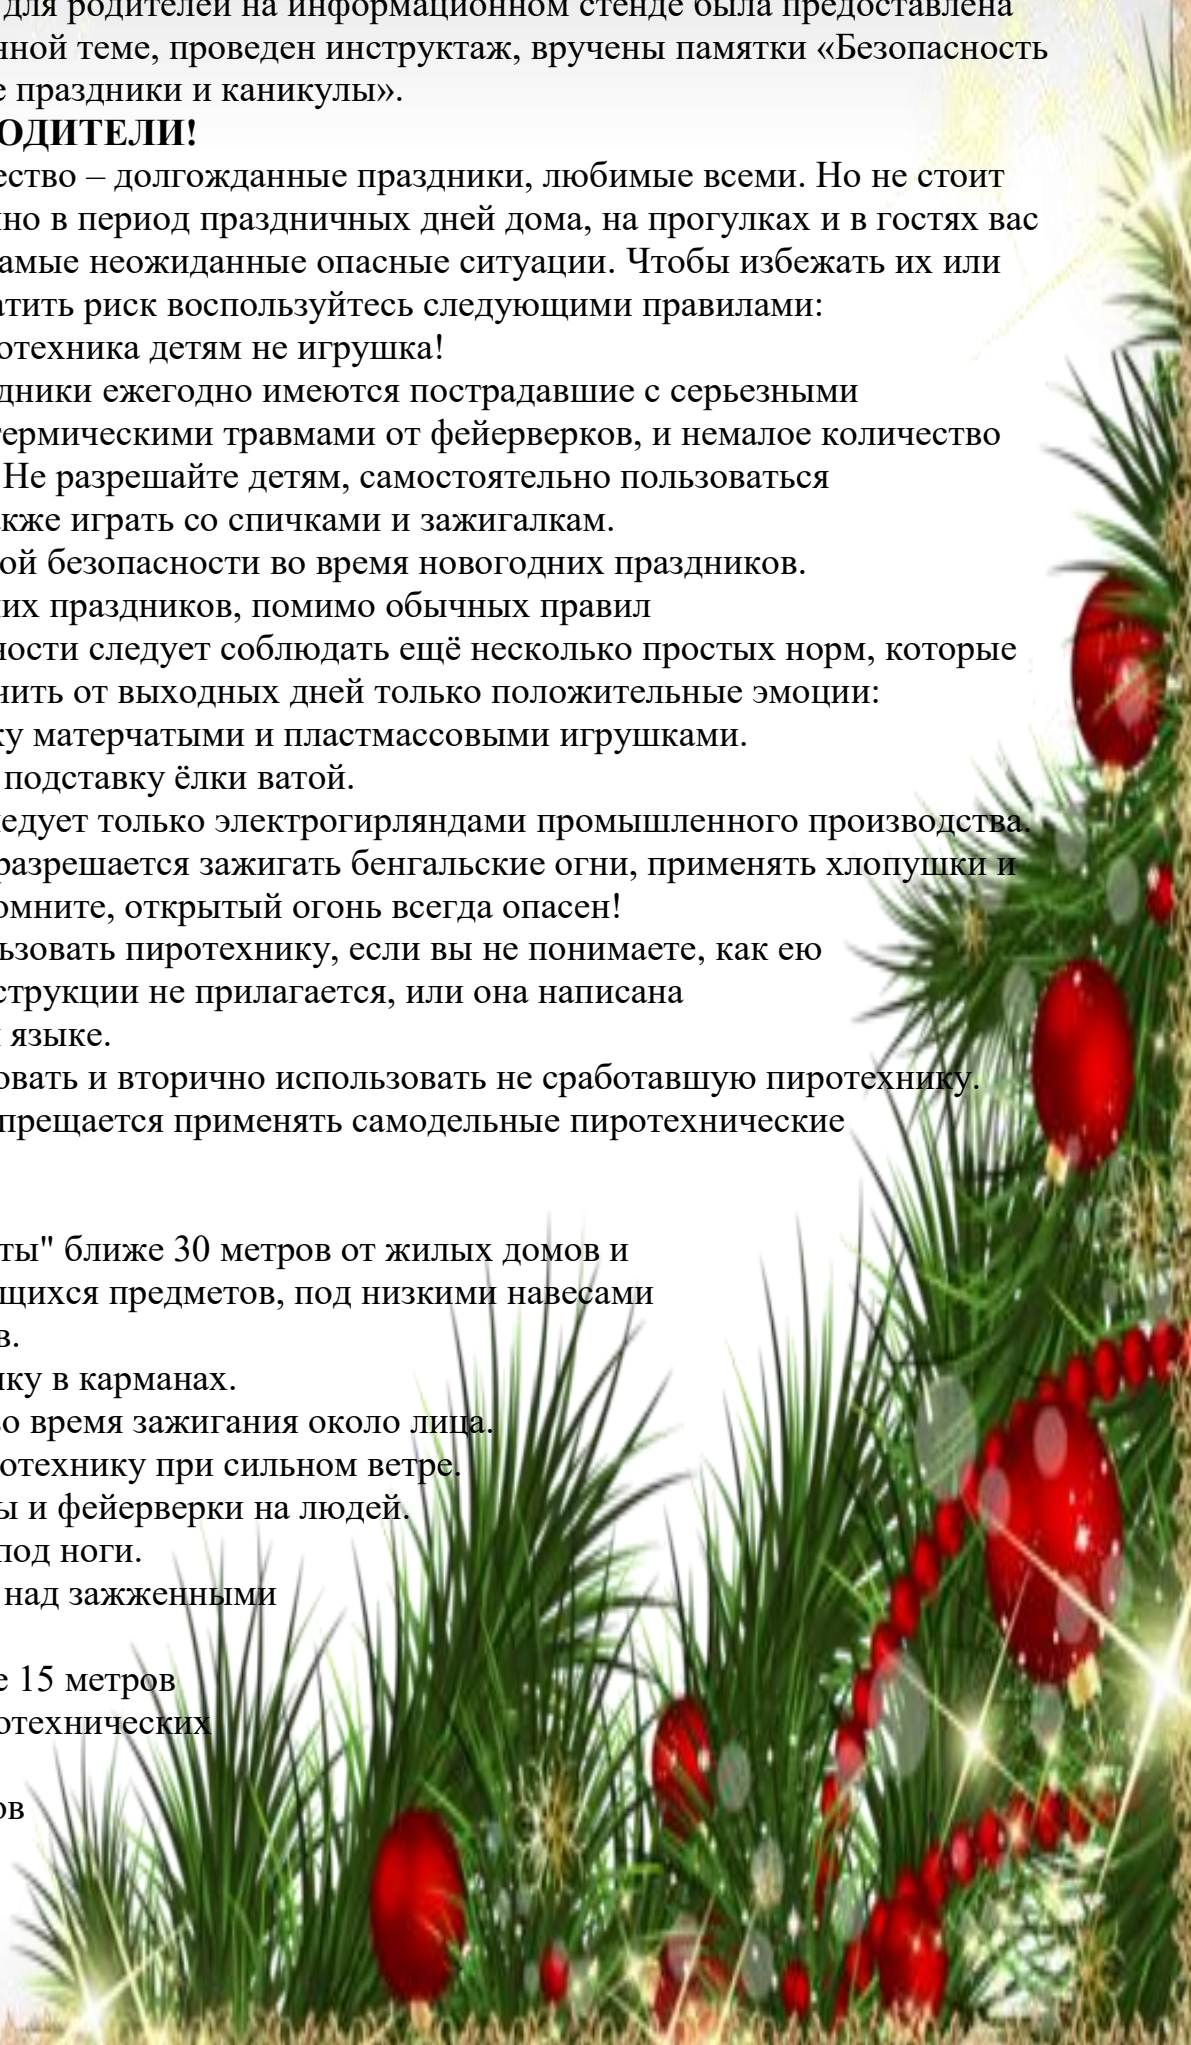 для родителей на информационном стенде была предоставлена
нной теме, проведен инструктаж, вручены памятки «Безопасность
е праздники и каникулы».
ОДИТЕЛИ!
ество – долгожданные праздники, любимые всеми. Но не стоит
но в период праздничных дней дома, на прогулках и в гостях вас
амые неожиданные опасные ситуации. Чтобы избежать их или
атить риск воспользуйтесь следующими правилами:
отехника детям не игрушка!
дники ежегодно имеются пострадавшие с серьезными
термическими травмами от фейерверков, и немалое количество
Не разрешайте детям, самостоятельно пользоваться
кже играть со спичками и зажигалкам.
ой безопасности во время новогодних праздников.
их праздников, помимо обычных правил
ности следует соблюдать ещё несколько простых норм, которые
чить от выходных дней только положительные эмоции:
ку матерчатыми и пластмассовыми игрушками.
подставку ёлки ватой.
ледует только электрогирляндами промышленного производства.
разрешается зажигать бенгальские огни, применять хлопушки и
омните, открытый огонь всегда опасен!
ьзовать пиротехнику, если вы не понимаете, как ею
струкции не прилагается, или она написана
языке.
овать и вторично использовать не сработавшую пиротехнику.
прещается применять самодельные пиротехнические
ты" ближе 30 метров от жилых домов и
щихся предметов, под низкими навесами
в.
ику в карманах.
о время зажигания около лица.
отехнику при сильном ветре.
ы и фейерверки на людей.
под ноги.
над зажженными
е 15 метров
отехнических
ов